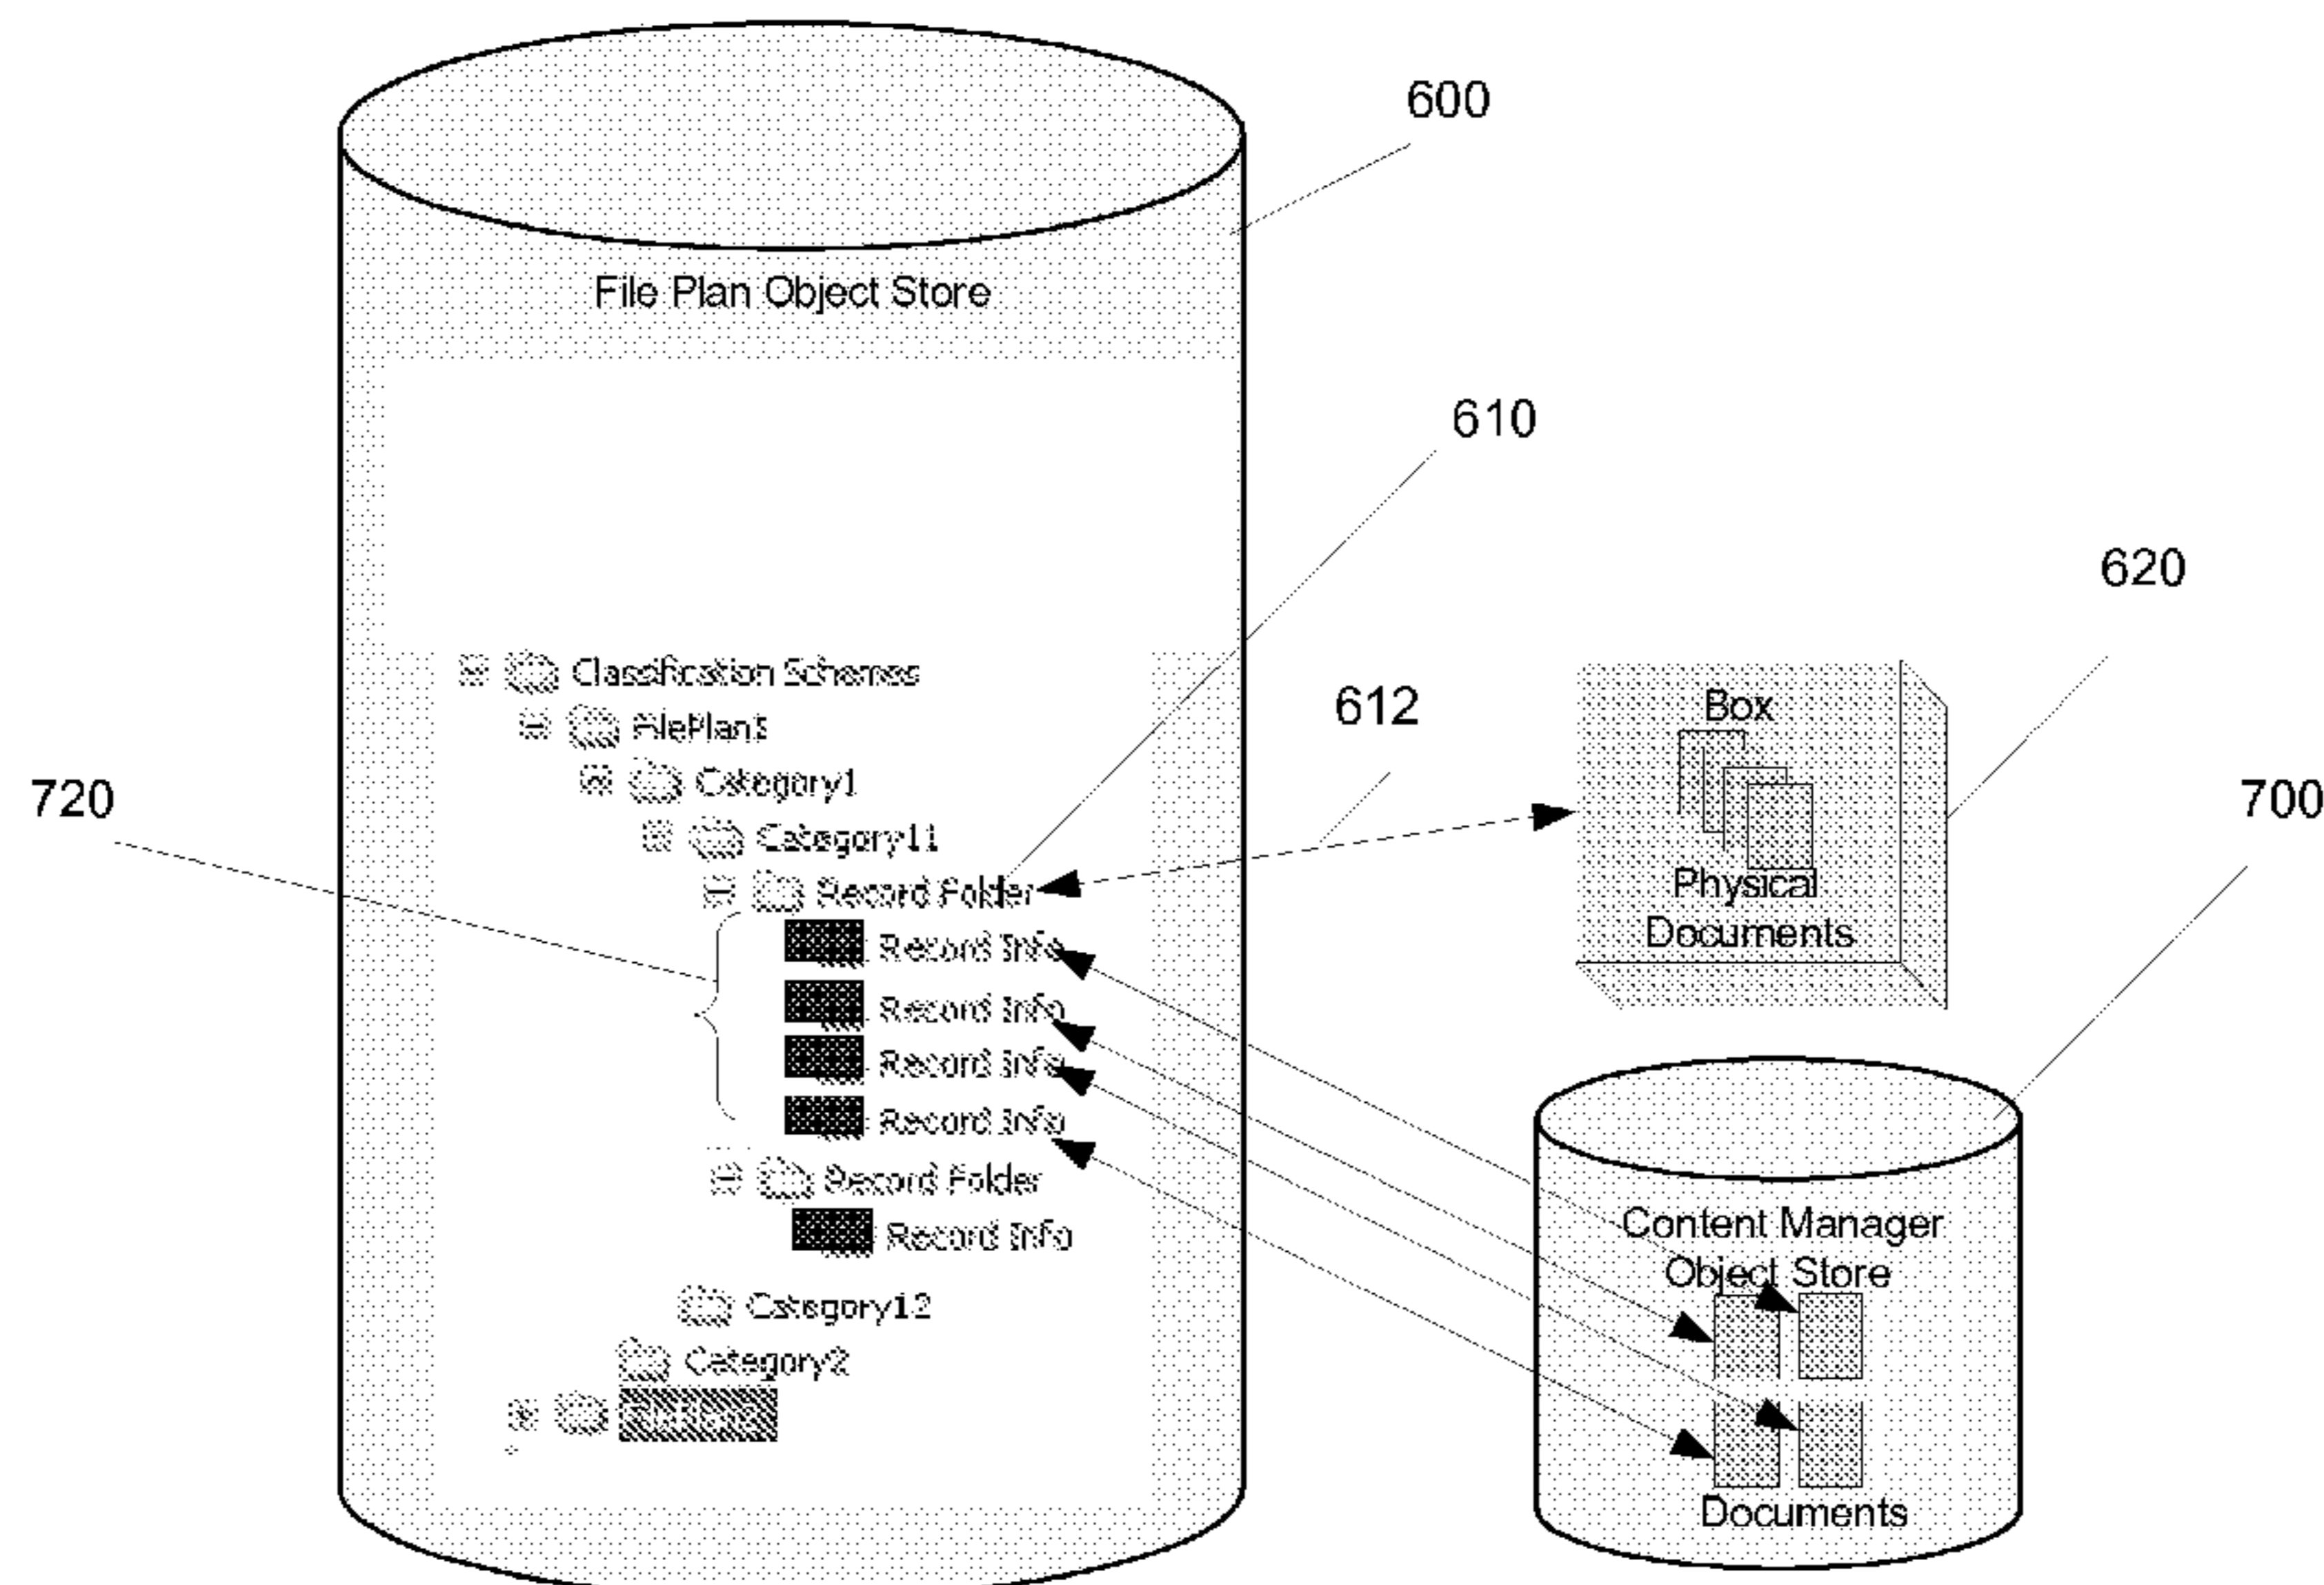 600
File Plan Object Store
610
620
Classification Schemes
612
Box
FilePlan1
Category1
720
700
Category11
Record Folder
Physical
Documents
Record Info
Record Info
Record Info
Record Info
Record Folder
Content Manager
Record Info
Object Store
Category12
Category2
Documents